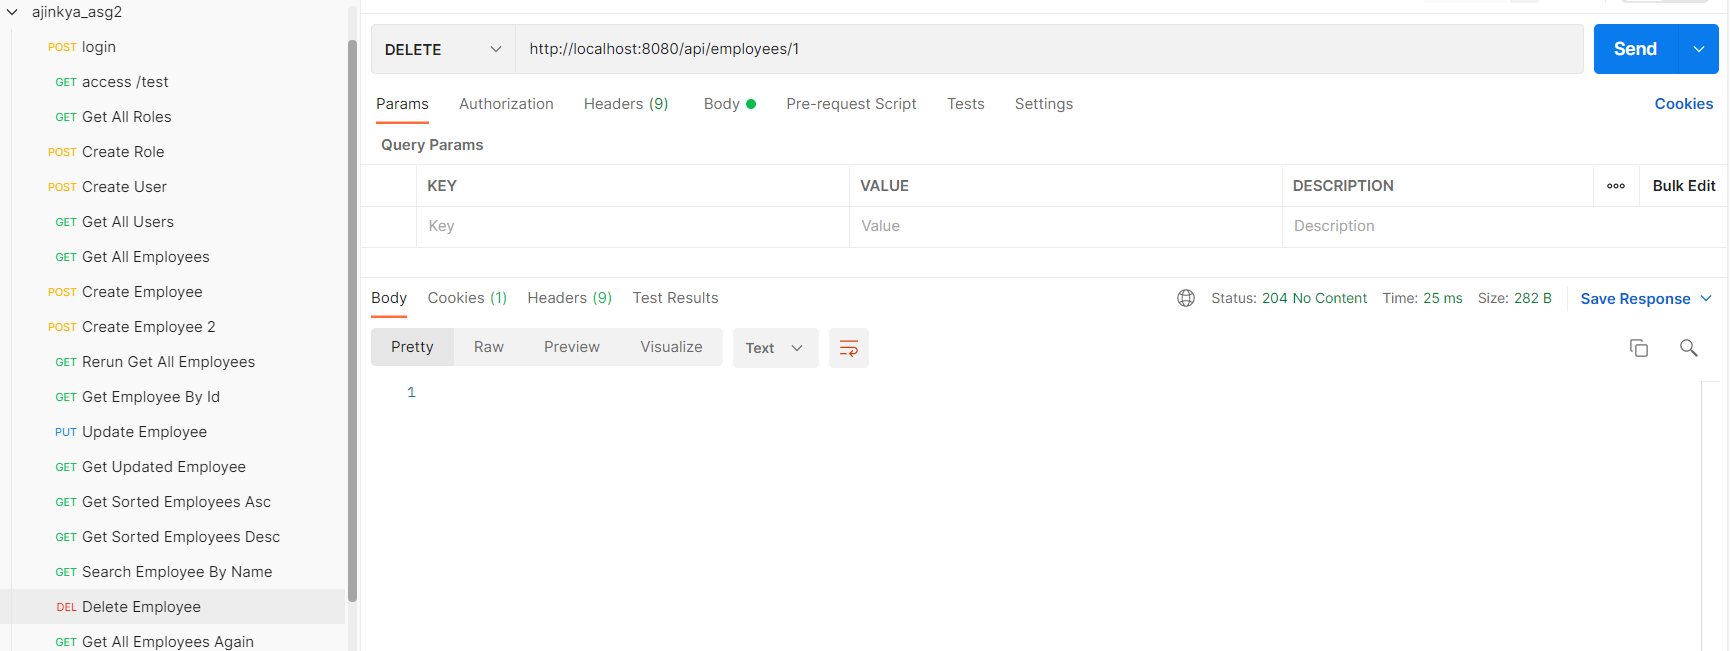 ajinkya_asg2
POST login
GET access /test
GET Get All Roles
POST Create Role
POST Create User
GET Get All Users
GET Get All Employees
POST Create Employee
POST Create Employee 2
GET Rerun Get All Employees
GET Get Employee By Id
PUT Update Employee
GET Get Updated Employee
GET Get Sorted Employees Asc
GET Get Sorted Employees Desc
GET Search Employee By Name
DEL Delete Employee
GET Get All Employees Again
DELETE http://localhost:8080/api/employees/1 Send
Params Authorization Headers (9) Body Pre-request Script Tests Settings Cookies
Query Params
KEY VALUE DESCRIPTION Bulk Edit
Key Value Description
Body Cookies (1) Headers (9) Test Results Status: 204 No Content Time: 25 ms Size: 282 B Save Response
Pretty Raw Preview Visualize Text
1